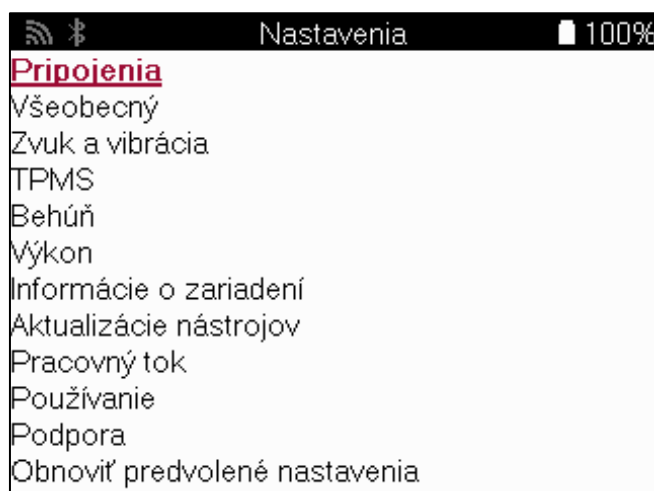 Nastavenia 100%
Pripojenia
Všeobecný
Zvuk a vibrácia
TPMS
Behúň
Výkon
Informácie o zariadení
Aktualizácie nástrojov
Pracovný tok
Používanie
Podpora
Obnoviť predvolené nastavenia